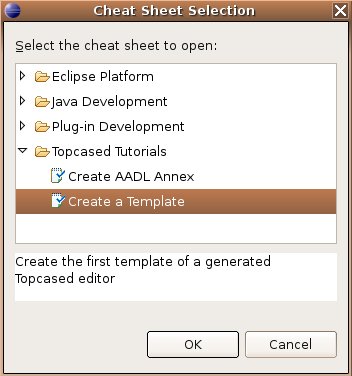 Cheat Sheet Selection
Select the cheat sheet to open:
Eclipse Platform
Java Development
Plug-in Development
Topcased Tutorials
Create AADL Annex
Create a Template
Create the first template of a generated
Topcased editor
OK
Cancel